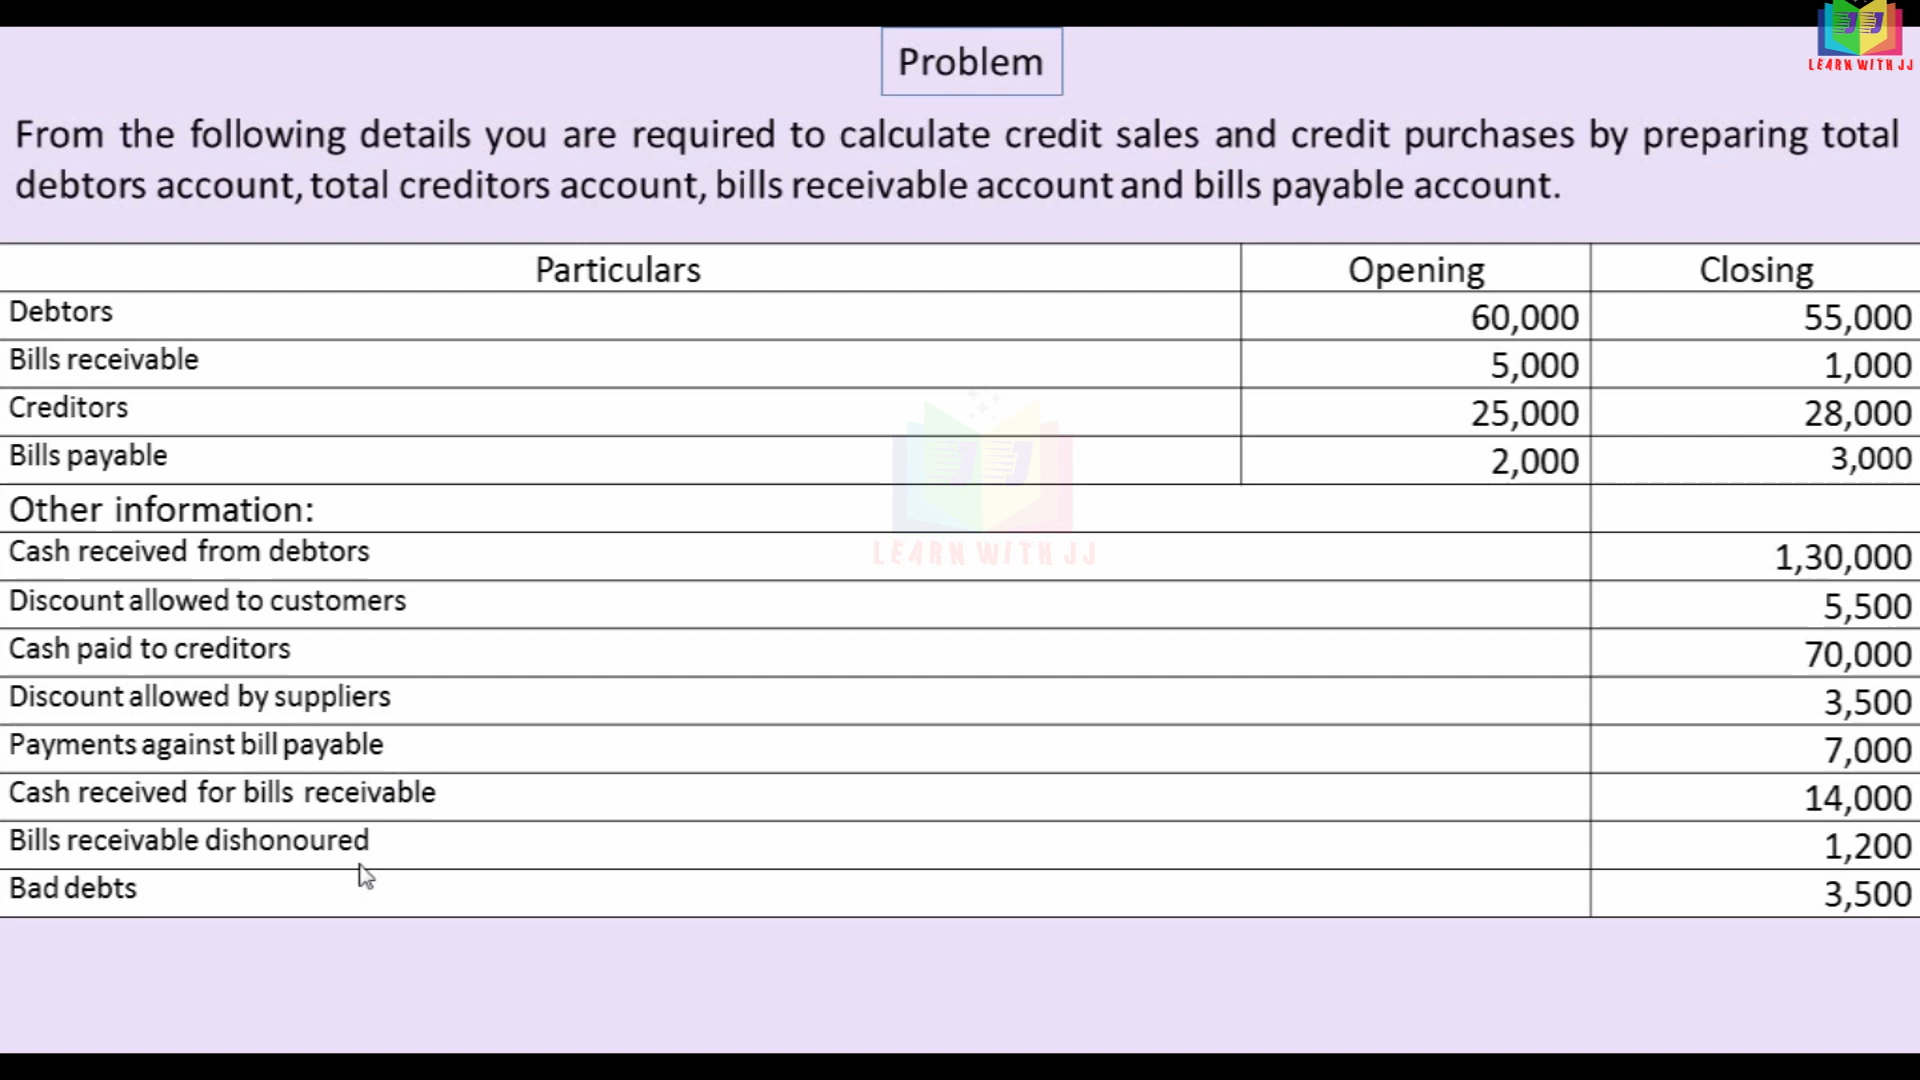 LEARN WITH JJ
Problem
From the following details you are required to calculate credit sales and credit purchases by preparing total
debtors account, total creditors account, bills receivable account and bills payable account.
Particulars Opening Closing
Debtors 60,000 55,000
Bills receivable 5,000 1,000
Creditors 25,000 28,000
Bills payable 2,000 3,000
Other information:
LEARN WITH JJ
Cash received from debtors 1,30,000
Discount allowed to customers 5,500
Cash paid to creditors 70,000
Discount allowed by suppliers 3,500
Payments against bill payable 7,000
Cash received for bills receivable 14,000
Bills receivable dishonoured 1,200
Bad debts 3,500